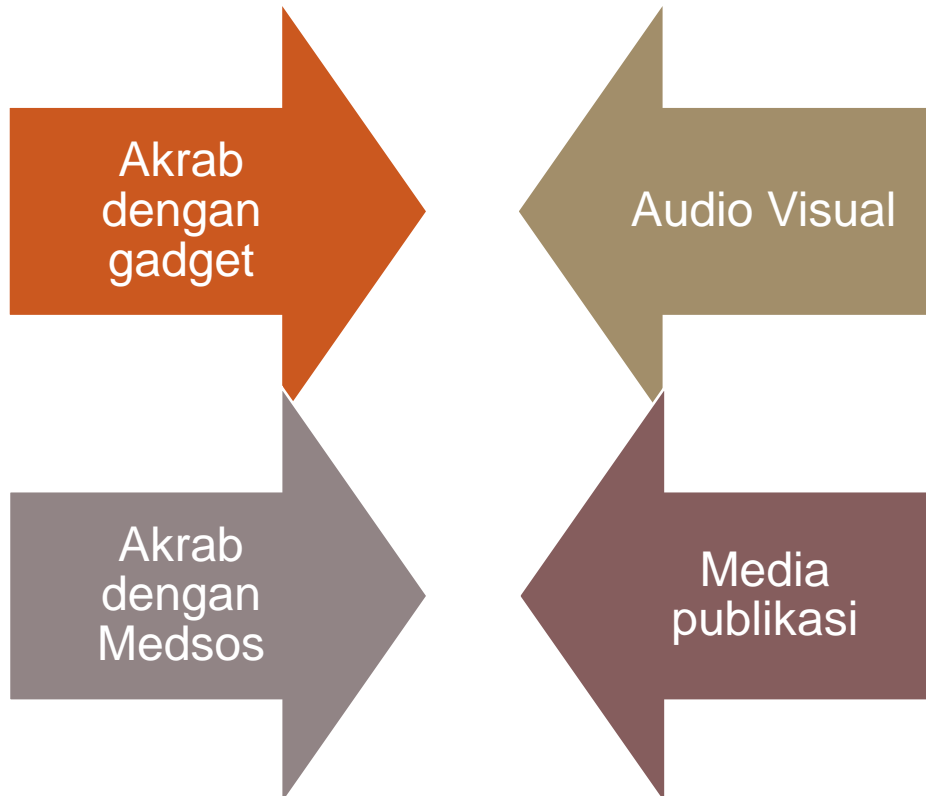 Akrab
dengan
gadget
Audio Visual
Akrab
dengan
Medsos
Media
publikasi